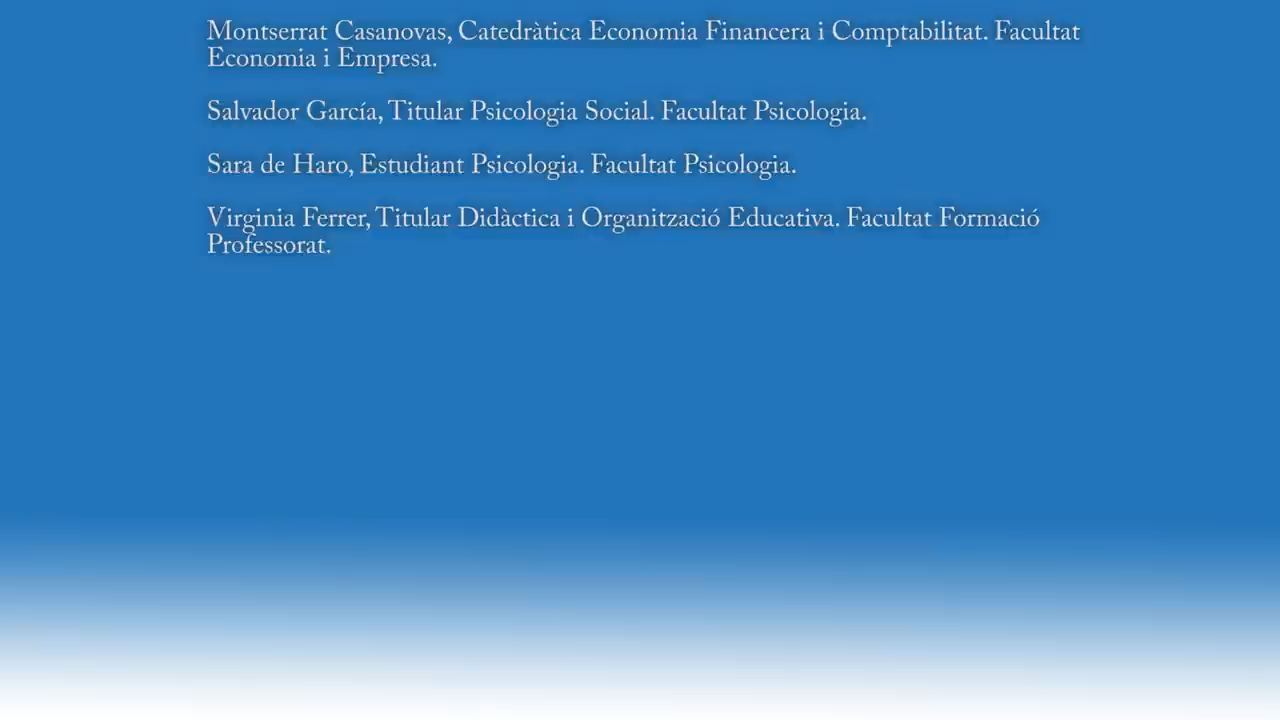 Montserrat Casanovas, Catedràtica Economia Financera i Comptabilitat. Facultat
Economia i Empresa.
Salvador García, Titular Psicologia Social. Facultat Psicologia.
Sara de Haro, Estudiant Psicologia. Facultat Psicologia.
Virginia Ferrer, Titular Didàctica i Organització Educativa. Facultat Formació
Professorat.